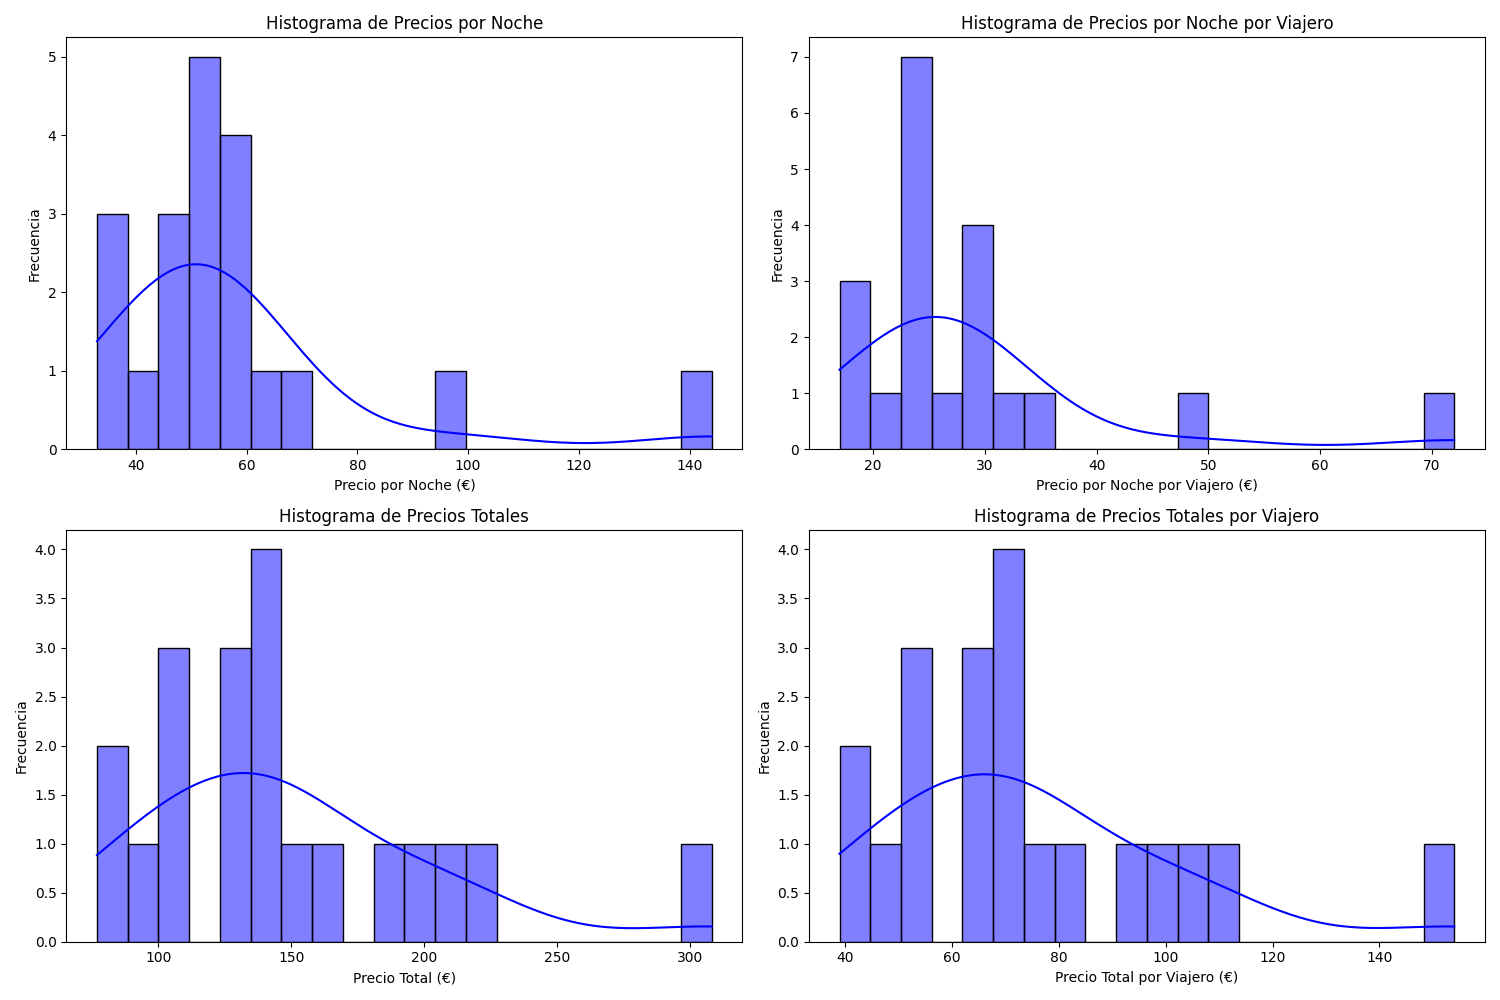 Histograma de Precios por Noche
5
4
3
2
1
0
Frecuencia
40 60 80 100 120 140
Precio por Noche (€)
Histograma de Precios por Noche por Viajero
7
6
5
4
3
2
1
0
Frecuencia
20 30 40 50 60 70
Precio por Noche por Viajero (€)
Histograma de Precios Totales
4.0
3.5
3.0
2.5
2.0
1.5
1.0
0.5
0.0
Frecuencia
100 150 200 250 300
Precio Total (€)
Histograma de Precios Totales por Viajero
4.0
3.5
3.0
2.5
2.0
1.5
1.0
0.5
0.0
Frecuencia
40 60 80 100 120 140
Precio Total por Viajero (€)